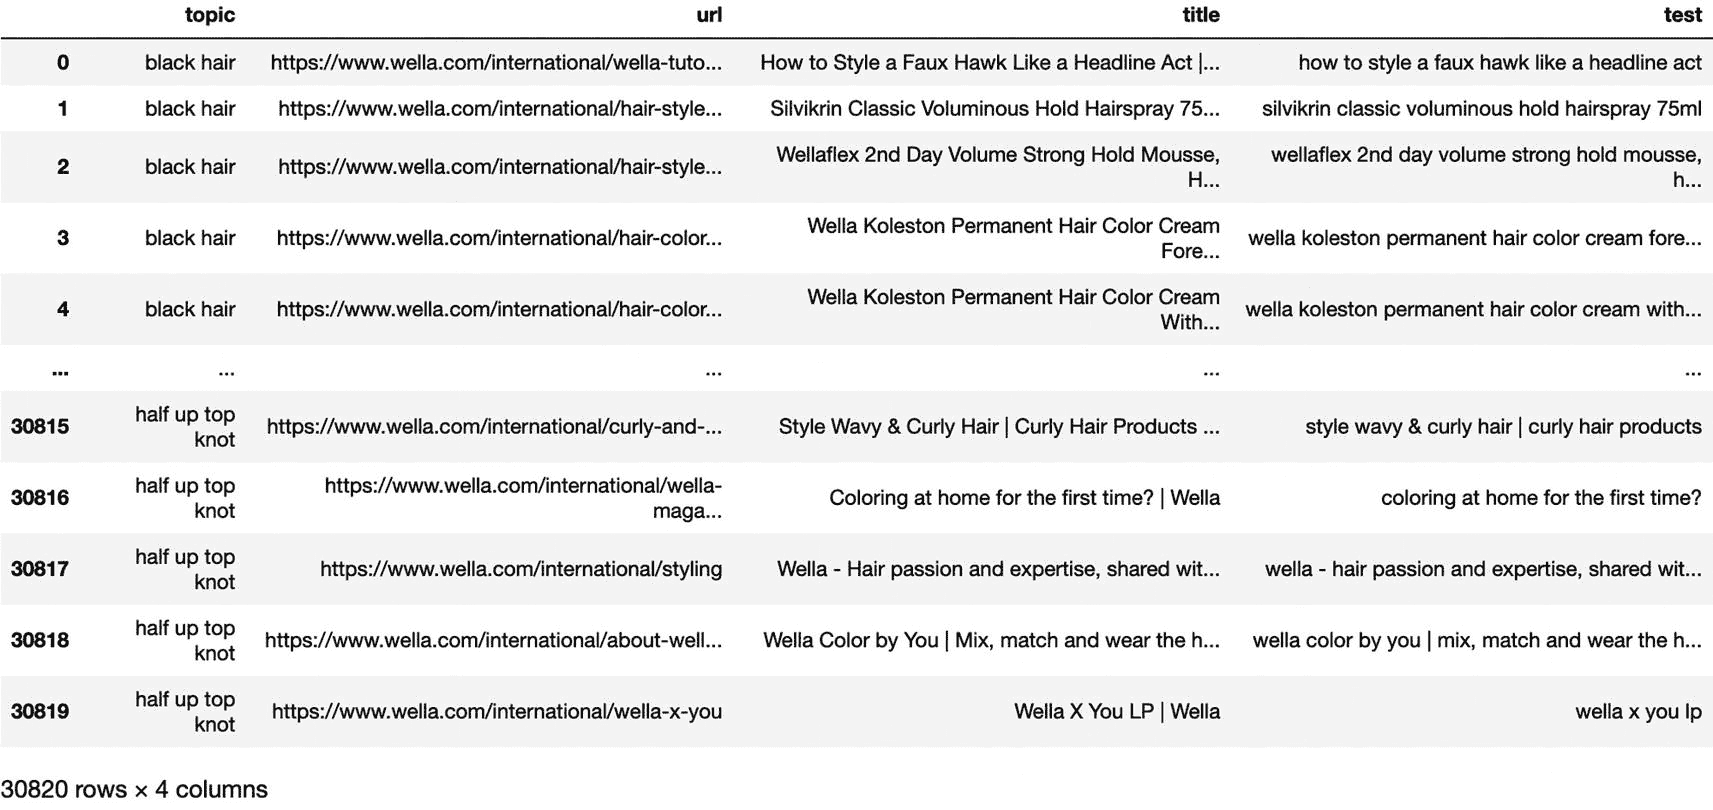 topic url title test
0 black hair https://www.wella.com/international/wella-tuto... How to Style a Faux Hawk Like a Headline Act |... how to style a faux hawk like a headline act
1 black hair https://www.wella.com/international/hair-style... Silvikrin Classic Voluminous Hold Hairspray 75... silvikrin classic voluminous hold hairspray 75ml
2 black hair https://www.wella.com/international/hair-style... Wellaflex 2nd Day Volume Strong Hold Mousse, H... wellaflex 2nd day volume strong hold mousse, h...
3 black hair https://www.wella.com/international/hair-color... Wella Koleston Permanent Hair Color Cream Fore... wella koleston permanent hair color cream fore...
4 black hair https://www.wella.com/international/hair-color... Wella Koleston Permanent Hair Color Cream With... wella koleston permanent hair color cream with...
... ... ... ... ...
30815 half up top knot https://www.wella.com/international/curly-and-... Style Wavy & Curly Hair | Curly Hair Products ... style wavy & curly hair | curly hair products
30816 half up top knot https://www.wella.com/international/wella-maga... Coloring at home for the first time? | Wella coloring at home for the first time?
30817 half up top knot https://www.wella.com/international/styling Wella - Hair passion and expertise, shared wit... wella - hair passion and expertise, shared wit...
30818 half up top knot https://www.wella.com/international/about-well... Wella Color by You | Mix, match and wear the h... wella color by you | mix, match and wear the h...
30819 half up top knot https://www.wella.com/international/wella-x-you Wella X You LP | Wella wella x you lp
30820 rows × 4 columns